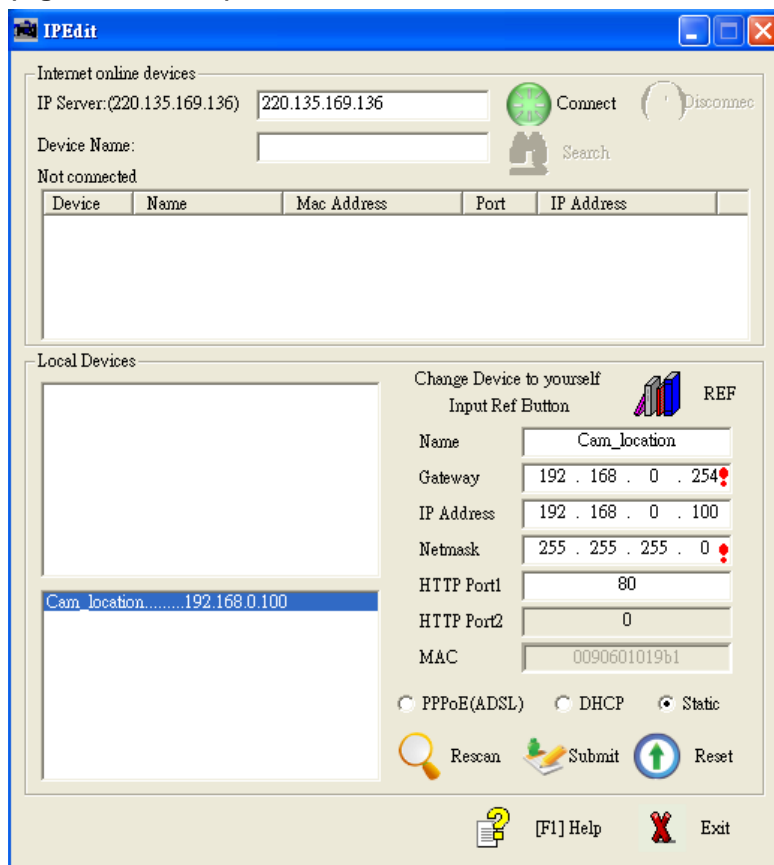 IPEdit
Internet online devices
IP Server:(220.135.169.136) 220.135.169.136 Connect Disconnec
Device Name: Search
Not connected
Device Name Mac Address Port IP Address
Local Devices
Change Device to yourself
Input Ref Button
REF
Name Cam_location
Gateway 192 . 168 . 0 . 254
IP Address 192 . 168 . 0 . 100
Netmask 255 . 255 . 255 . 0
HTTP Port1 80
Cam_location.........192.168.0.100
HTTP Port2 0
MAC 0090601019b1
PPPoE(ADSL) DHCP Static
Rescan Submit Reset
[F1] Help Exit